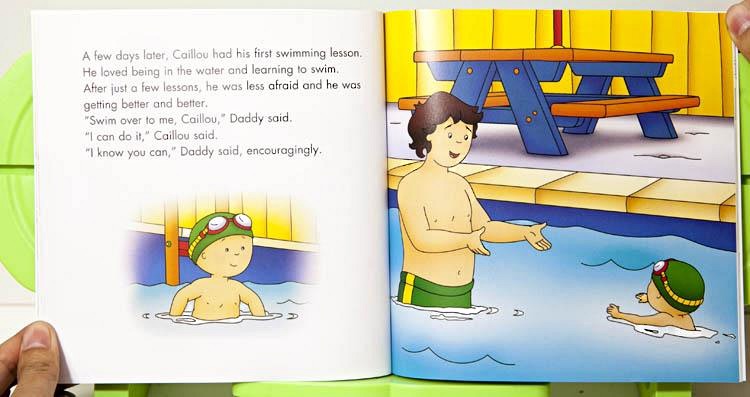 A few days later, Caillou had his first swimming lesson.
He loved being in the water and learning to swim.
After just a few lessons, he was less afraid and he was
getting better and better.
“Swim over to me, Caillou,” Daddy said.
“I can do it,” Caillou said.
“I know you can,” Daddy said, encouragingly.